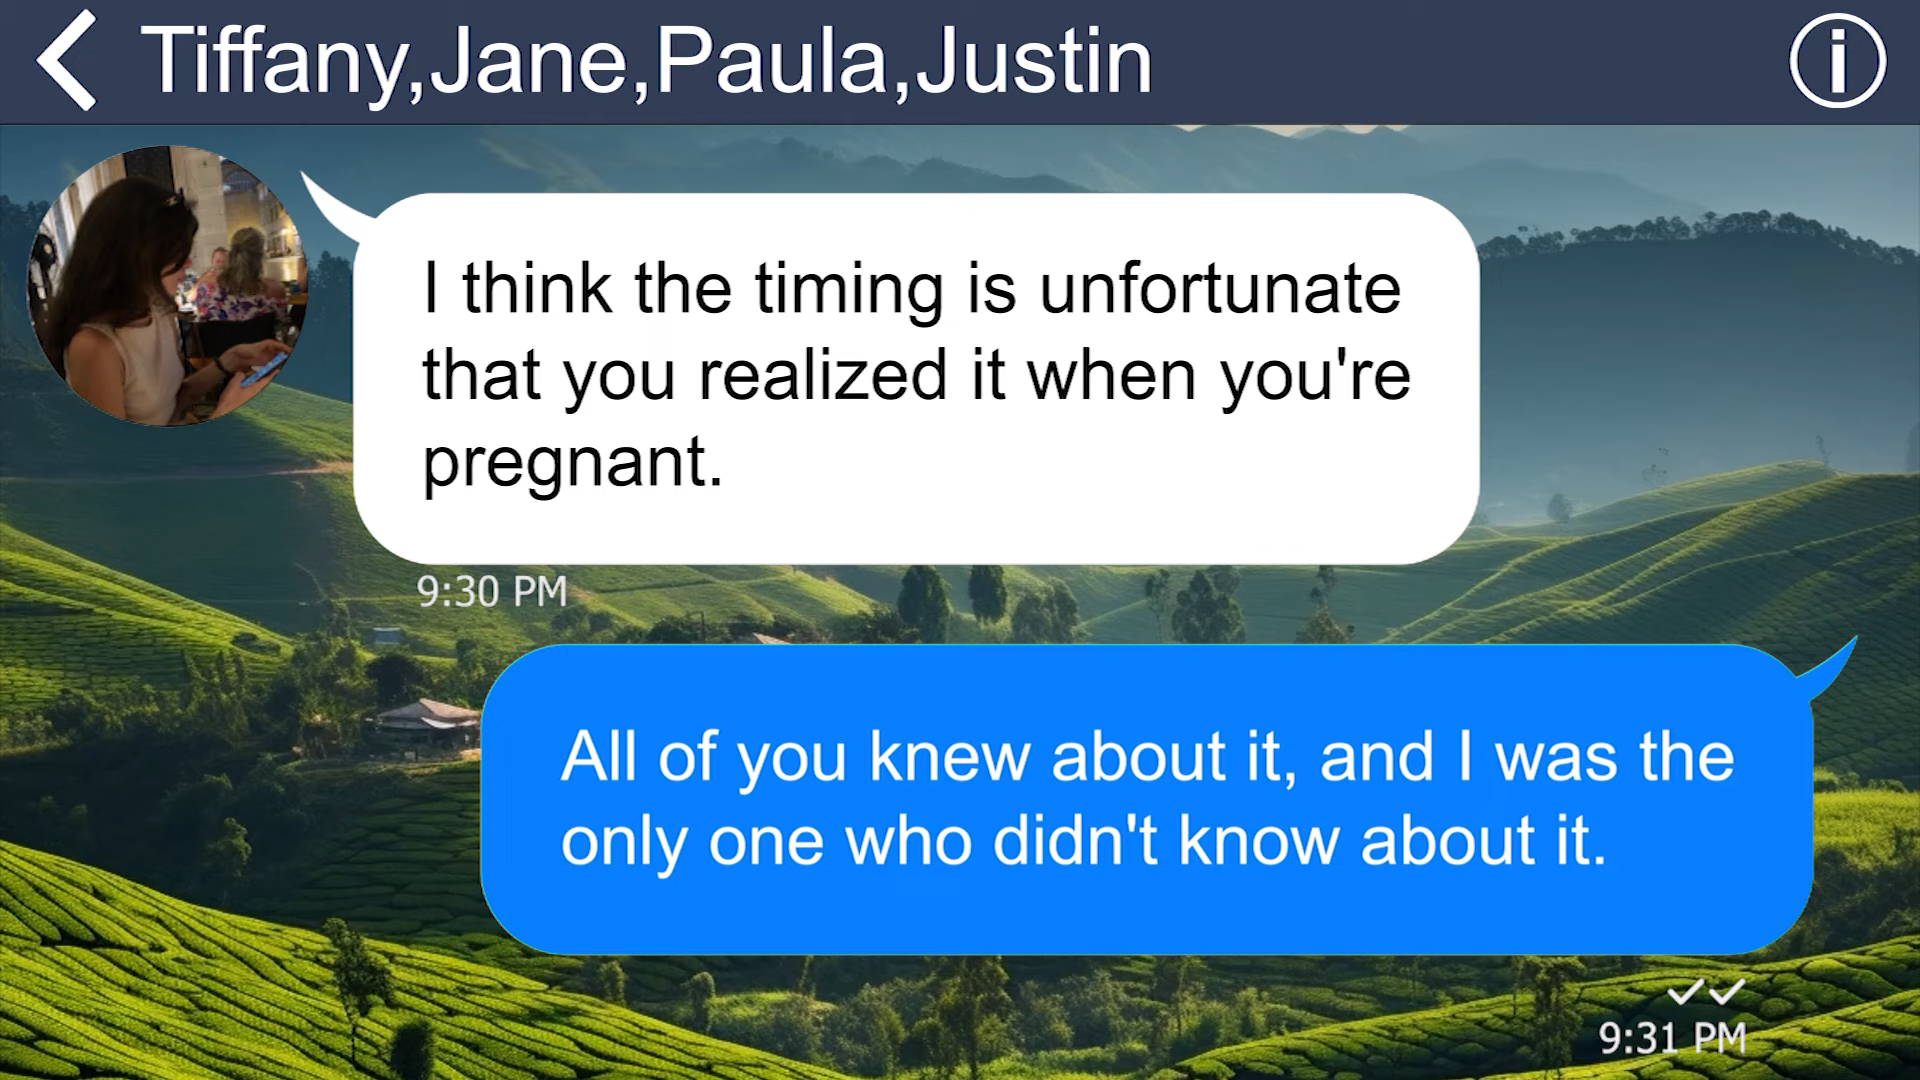 Tiffany,Jane,Paula,Justin
I think the timing is unfortunate
that you realized it when you're
pregnant.
9:30 PM
All of you knew about it, and I was the
only one who didn't know about it.
9:31 PM